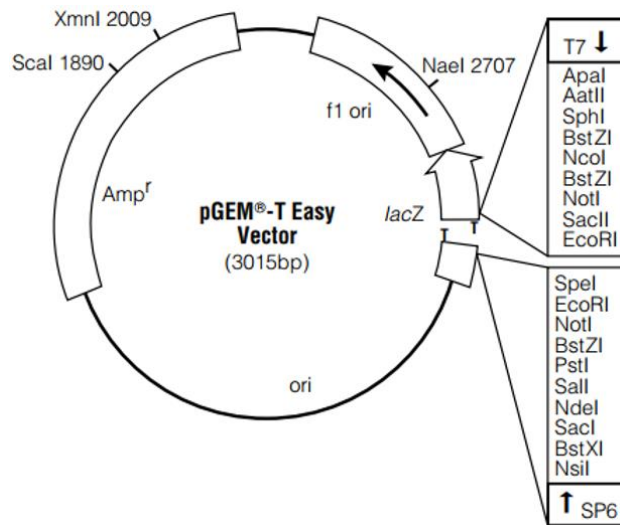 XmnI 2009
ScaI 1890
NaeI 2707
f1 ori
Ampr
pGEM®-T Easy
Vector
(3015bp)
lacZ
T T
ori
T7 ↓
ApaI
AatII
SphI
BstZI
NcoI
BstZI
NotI
SacII
EcoRI
SpeI
EcoRI
NotI
BstZI
PstI
SalI
NdeI
SacI
BstXI
NsiI
↑ SP6